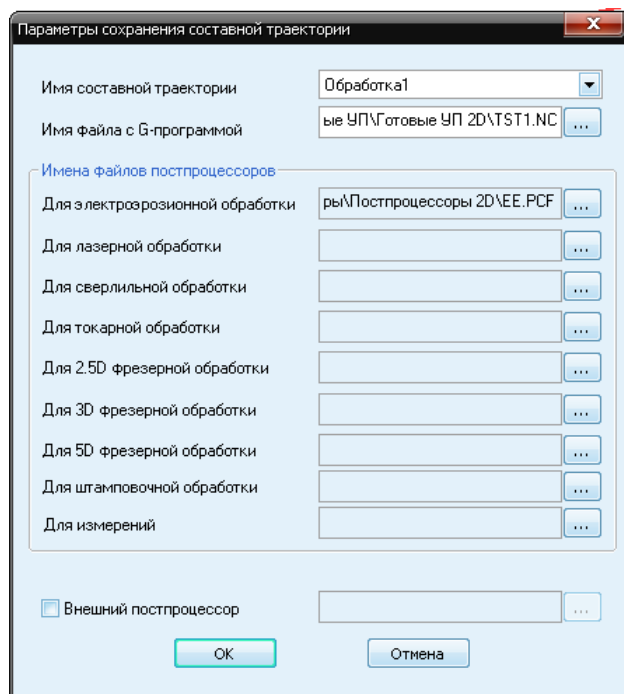 Параметры сохранения составной траектории
Имя составной траектории Обработка1
Имя файла с G-программой ые УП\Готовые УП 2D\TST1.NC ...
Имена файлов постпроцессоров
Для электроэрозионной обработки ры\Постпроцессоры 2D\EE.PCF ...
Для лазерной обработки ...
Для сверлильной обработки ...
Для токарной обработки ...
Для 2.5D фрезерной обработки ...
Для 3D фрезерной обработки ...
Для 5D фрезерной обработки ...
Для штамповочной обработки ...
Для измерений ...
Внешний постпроцессор ...
OK Отмена